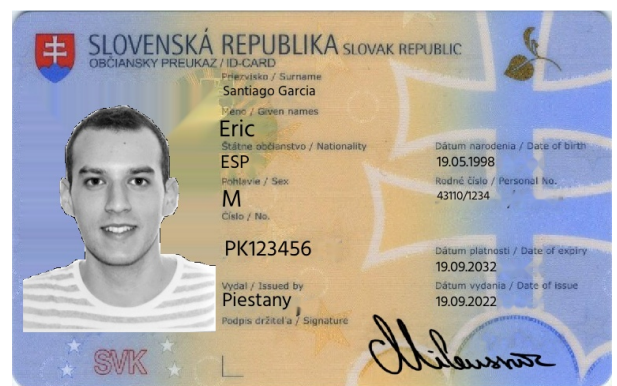 SLOVENSKÁ REPUBLIKA SLOVAK REPUBLIC
OBČIANSKY PREUKAZ / ID-CARD
Priezvisko / Surname
Santiago Garcia
Meno / Given names
Eric
Štátne občianstvo / Nationality
ESP
Dátum narodenia / Date of birth
19.05.1998
Pohlavie / Sex
M
Rodné číslo / Personal No.
43110/1234
Číslo / No.
PK123456
Dátum platnosti / Date of expiry
19.09.2032
Vydal / Issued by
Piestany
Dátum vydania / Date of issue
19.09.2022
Podpis držiteľa / Signature
SVK